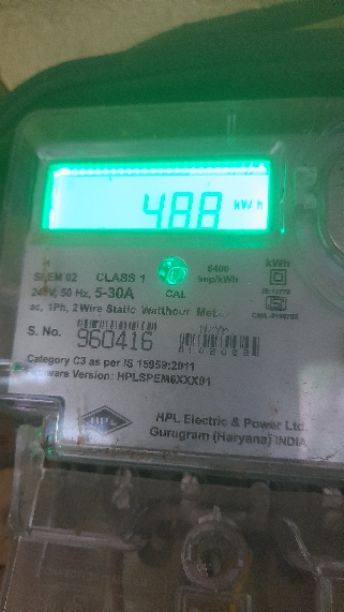 488 kWh
CLASS 1
6400
imp/kWh
kWh
240V, 50 Hz, 5-30A
CAL
ac, 1Ph, 2 Wire Static Watthour
S. No. 960416
Category C3 as per IS 15959:2011
Software Version: HPLSPEM6XXX01
HPL
HPL Electric & Power Ltd.
Gurugram (Haryana) INDIA